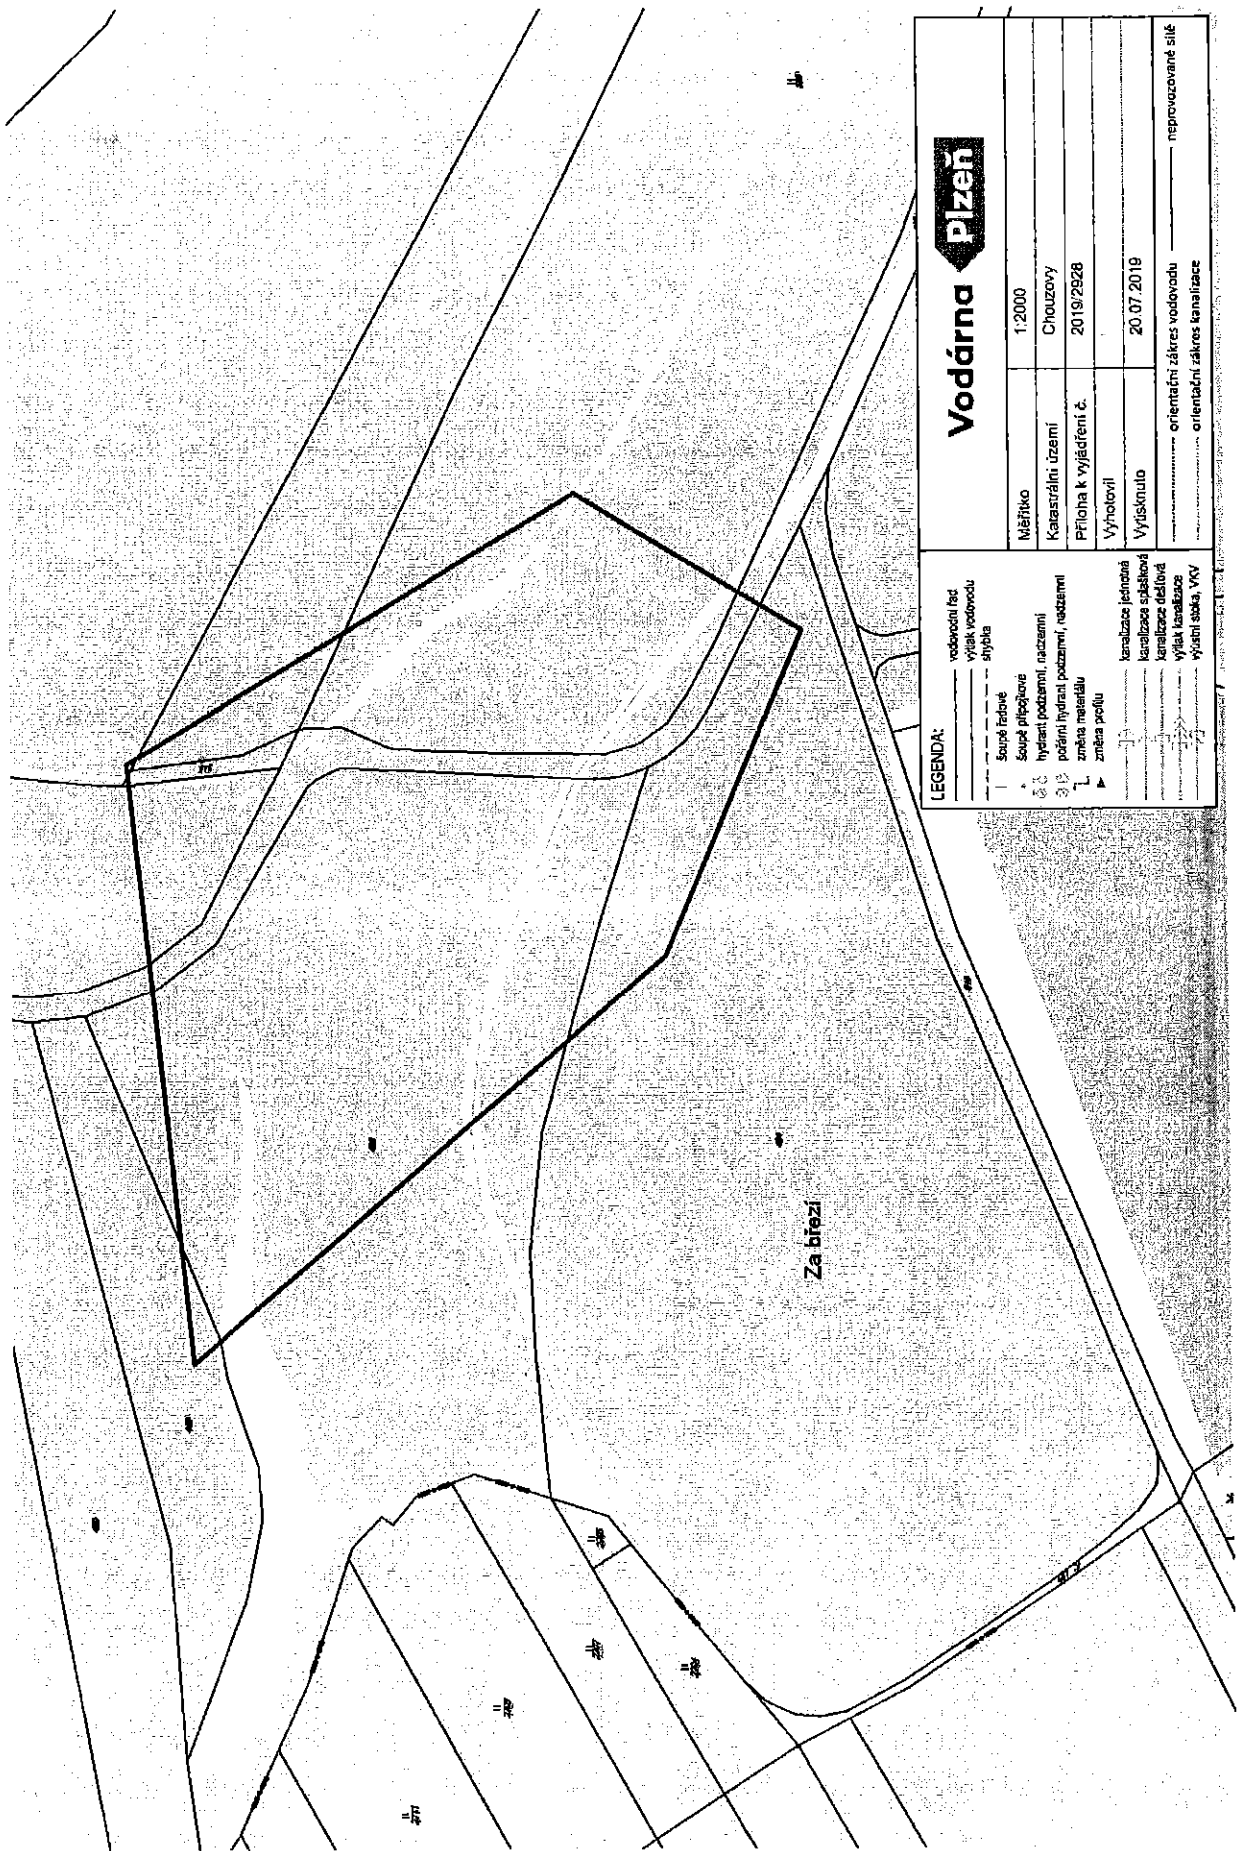 Za březí
LEGENDA:
vodovodní řad
výtlak vodovodu
shybka
šoupě řadové
šoupě přípojkové
hydrant podzemní, nadzemní
požární hydrant podzemní, nadzemní
změna materiálu
změna profilu
kanalizace jednotná
kanalizace splašková
kanalizace dešťová
výtlak kanalizace
výustní stoka, VKV
Vodárna Plzeň
Měřítko 1:2000
Katastrální území Chouzovy
Příloha k vyjádření č. 2019/2928
Vyhotovil
Vytisknuto 20.07.2019
orientační zákres vodovodu neprovozované sítě
orientační zákres kanalizace